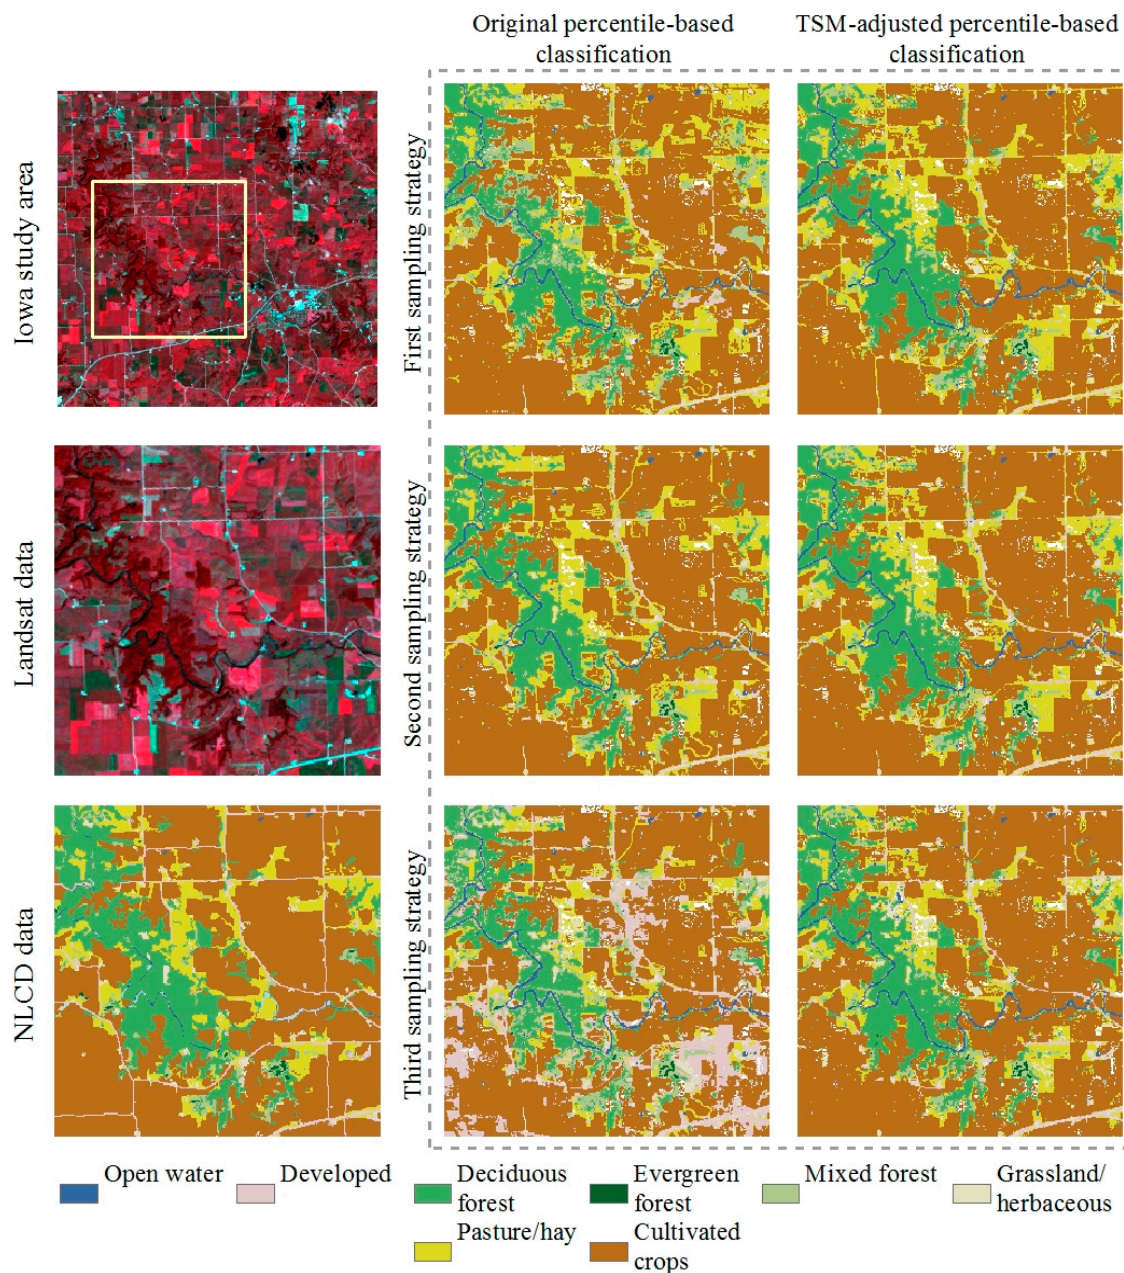 Original percentile-based
classification
TSM-adjusted percentile-based
classification
Iowa study area
First sampling strategy
Landsat data
Second sampling strategy
NLCD data
Third sampling strategy
Open water
Developed
Deciduous
forest
Evergreen
forest
Mixed forest
Grassland/
herbaceous
Pasture/hay
Cultivated
crops